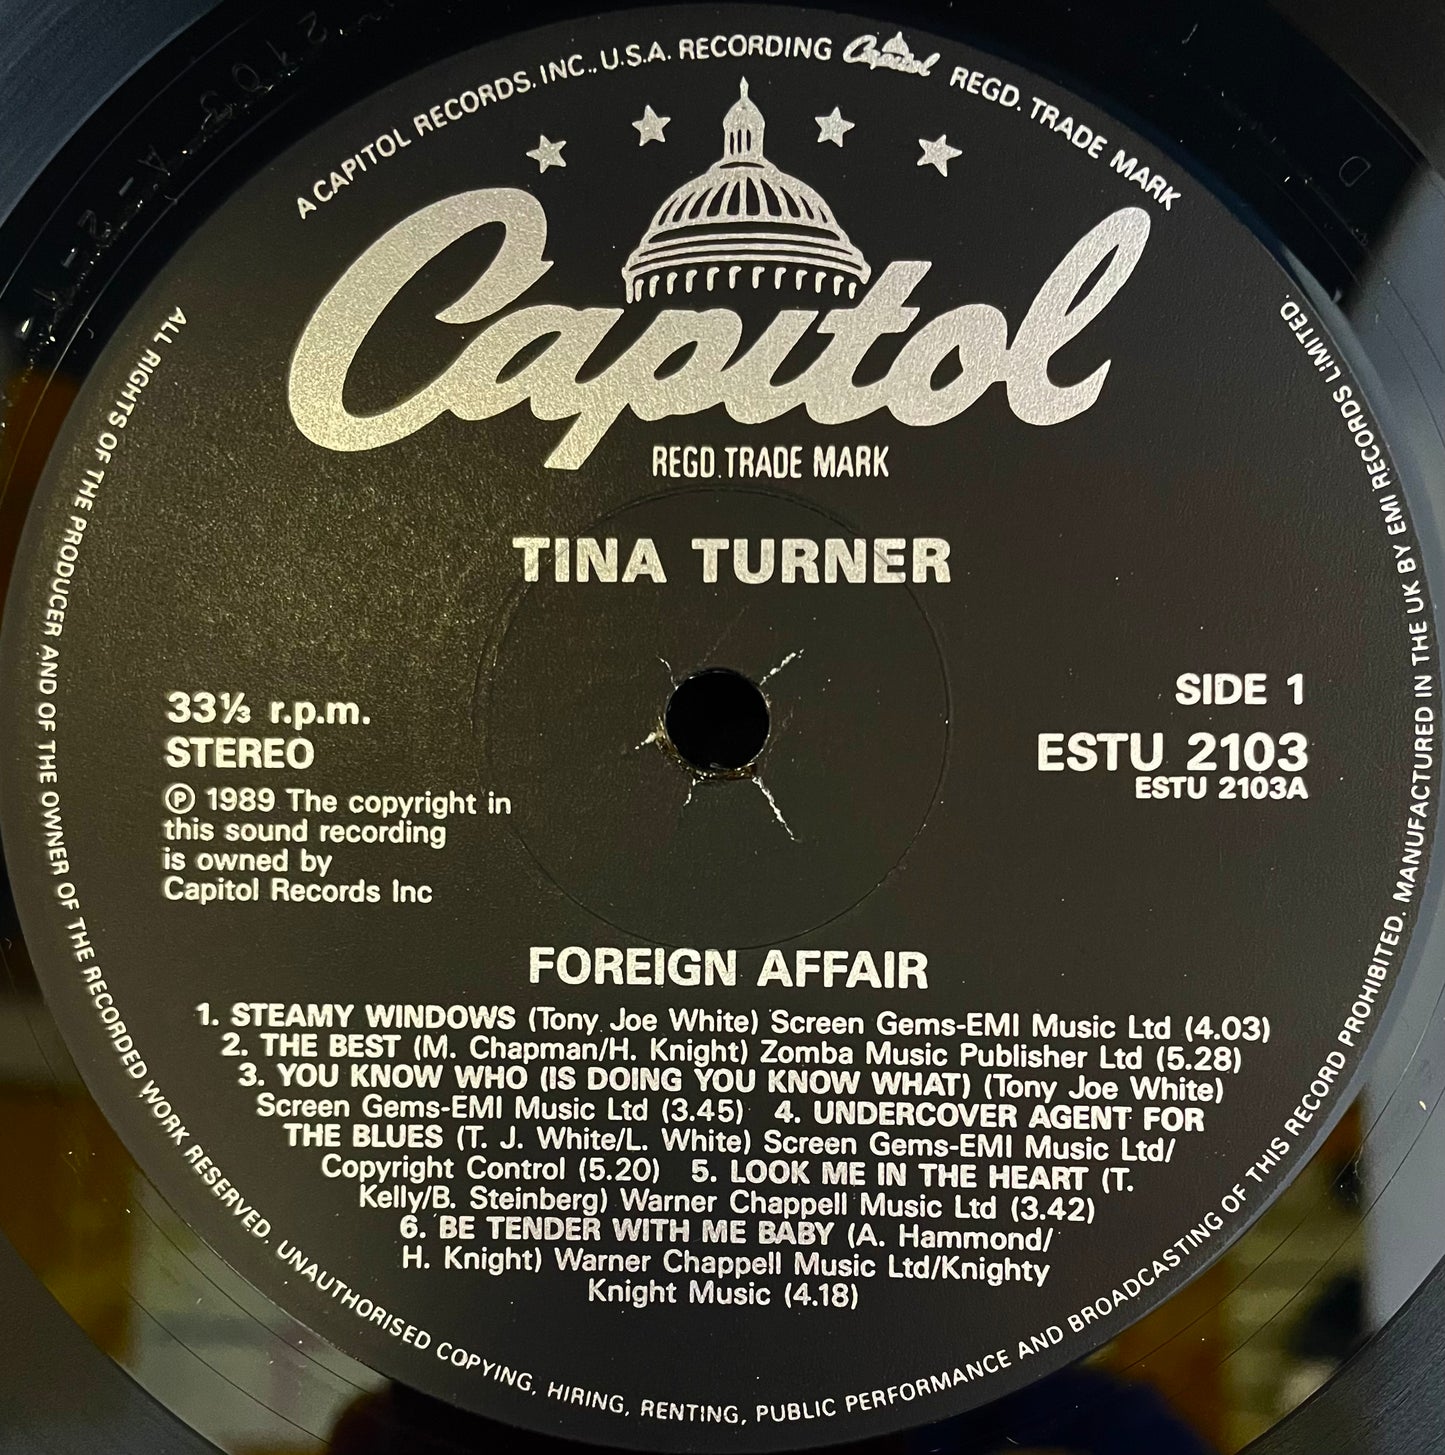 A CAPITOL RECORDS. INC., U.S.A. RECORDING Capitol REGD. TRADE MARK
Capitol
REGD. TRADE MARK
TINA TURNER
33⅓ r.p.m.
STEREO
Ⓟ 1989 The copyright in
this sound recording
is owned by
Capitol Records Inc
SIDE 1
ESTU 2103
ESTU 2103A
FOREIGN AFFAIR
1. STEAMY WINDOWS (Tony Joe White) Screen Gems-EMI Music Ltd (4.03)
2. THE BEST (M. Chapman/H. Knight) Zomba Music Publisher Ltd (5.28)
3. YOU KNOW WHO (IS DOING YOU KNOW WHAT) (Tony Joe White)
Screen Gems-EMI Music Ltd (3.45) 4. UNDERCOVER AGENT FOR
THE BLUES (T. J. White/L. White) Screen Gems-EMI Music Ltd/
Copyright Control (5.20) 5. LOOK ME IN THE HEART (T.
Kelly/B. Steinberg) Warner Chappell Music Ltd (3.42)
6. BE TENDER WITH ME BABY (A. Hammond/
H. Knight) Warner Chappell Music Ltd/Knighty
Knight Music (4.18)
ALL RIGHTS OF THE PRODUCER AND OF THE OWNER OF THE RECORDED WORK RESERVED. UNAUTHORISED COPYING, HIRING, RENTING, PUBLIC PERFORMANCE AND BROADCASTING OF THIS RECORD PROHIBITED. MANUFACTURED IN THE UK BY EMI RECORDS LIMITED.